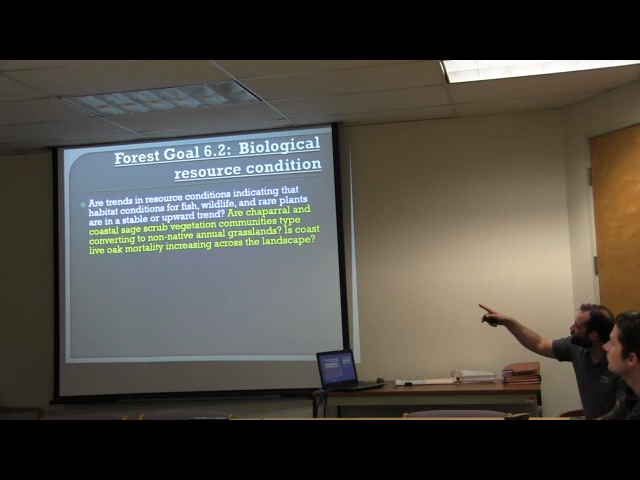 Forest Goal 6.2: Biological
resource condition
Are trends in resource conditions indicating that
habitat conditions for fish, wildlife, and rare plants
are in a stable or upward trend? Are chaparral and
coastal sage scrub vegetation communities type
converting to non-native annual grasslands? Is coast
live oak mortality increasing across the landscape?